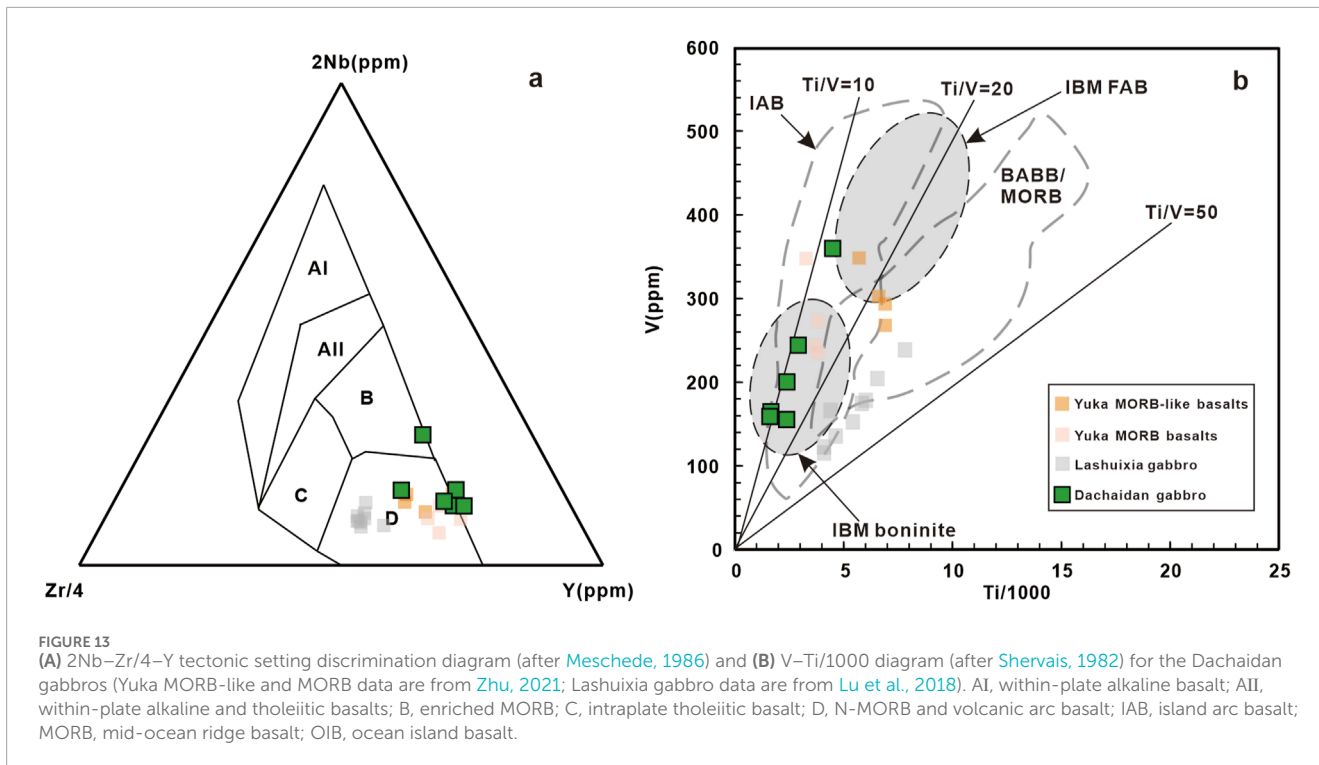 2Nb(ppm)
a
AI
AII
B
C
D
Zr/4
Y(ppm)
600
500
400
300
200
100
0
V(ppm)
Ti/V=10
Ti/V=20
IBM FAB
b
IAB
BABB/
MORB
Ti/V=50
Yuka MORB-like basalts
Yuka MORB basalts
Lashuixia gabbro
Dachaidan gabbro
IBM boninite
0
5
10
15
20
25
Ti/1000
FIGURE 13
(A) 2Nb–Zr/4–Y tectonic setting discrimination diagram (after Meschede, 1986) and (B) V–Ti/1000 diagram (after Shervais, 1982) for the Dachaidan
gabbros (Yuka MORB-like and MORB data are from Zhu, 2021; Lashuixia gabbro data are from Lu et al., 2018). AI, within-plate alkaline basalt; AII,
within-plate alkaline and tholeiitic basalts; B, enriched MORB; C, intraplate tholeiitic basalt; D, N-MORB and volcanic arc basalt; IAB, island arc basalt;
MORB, mid-ocean ridge basalt; OIB, ocean island basalt.